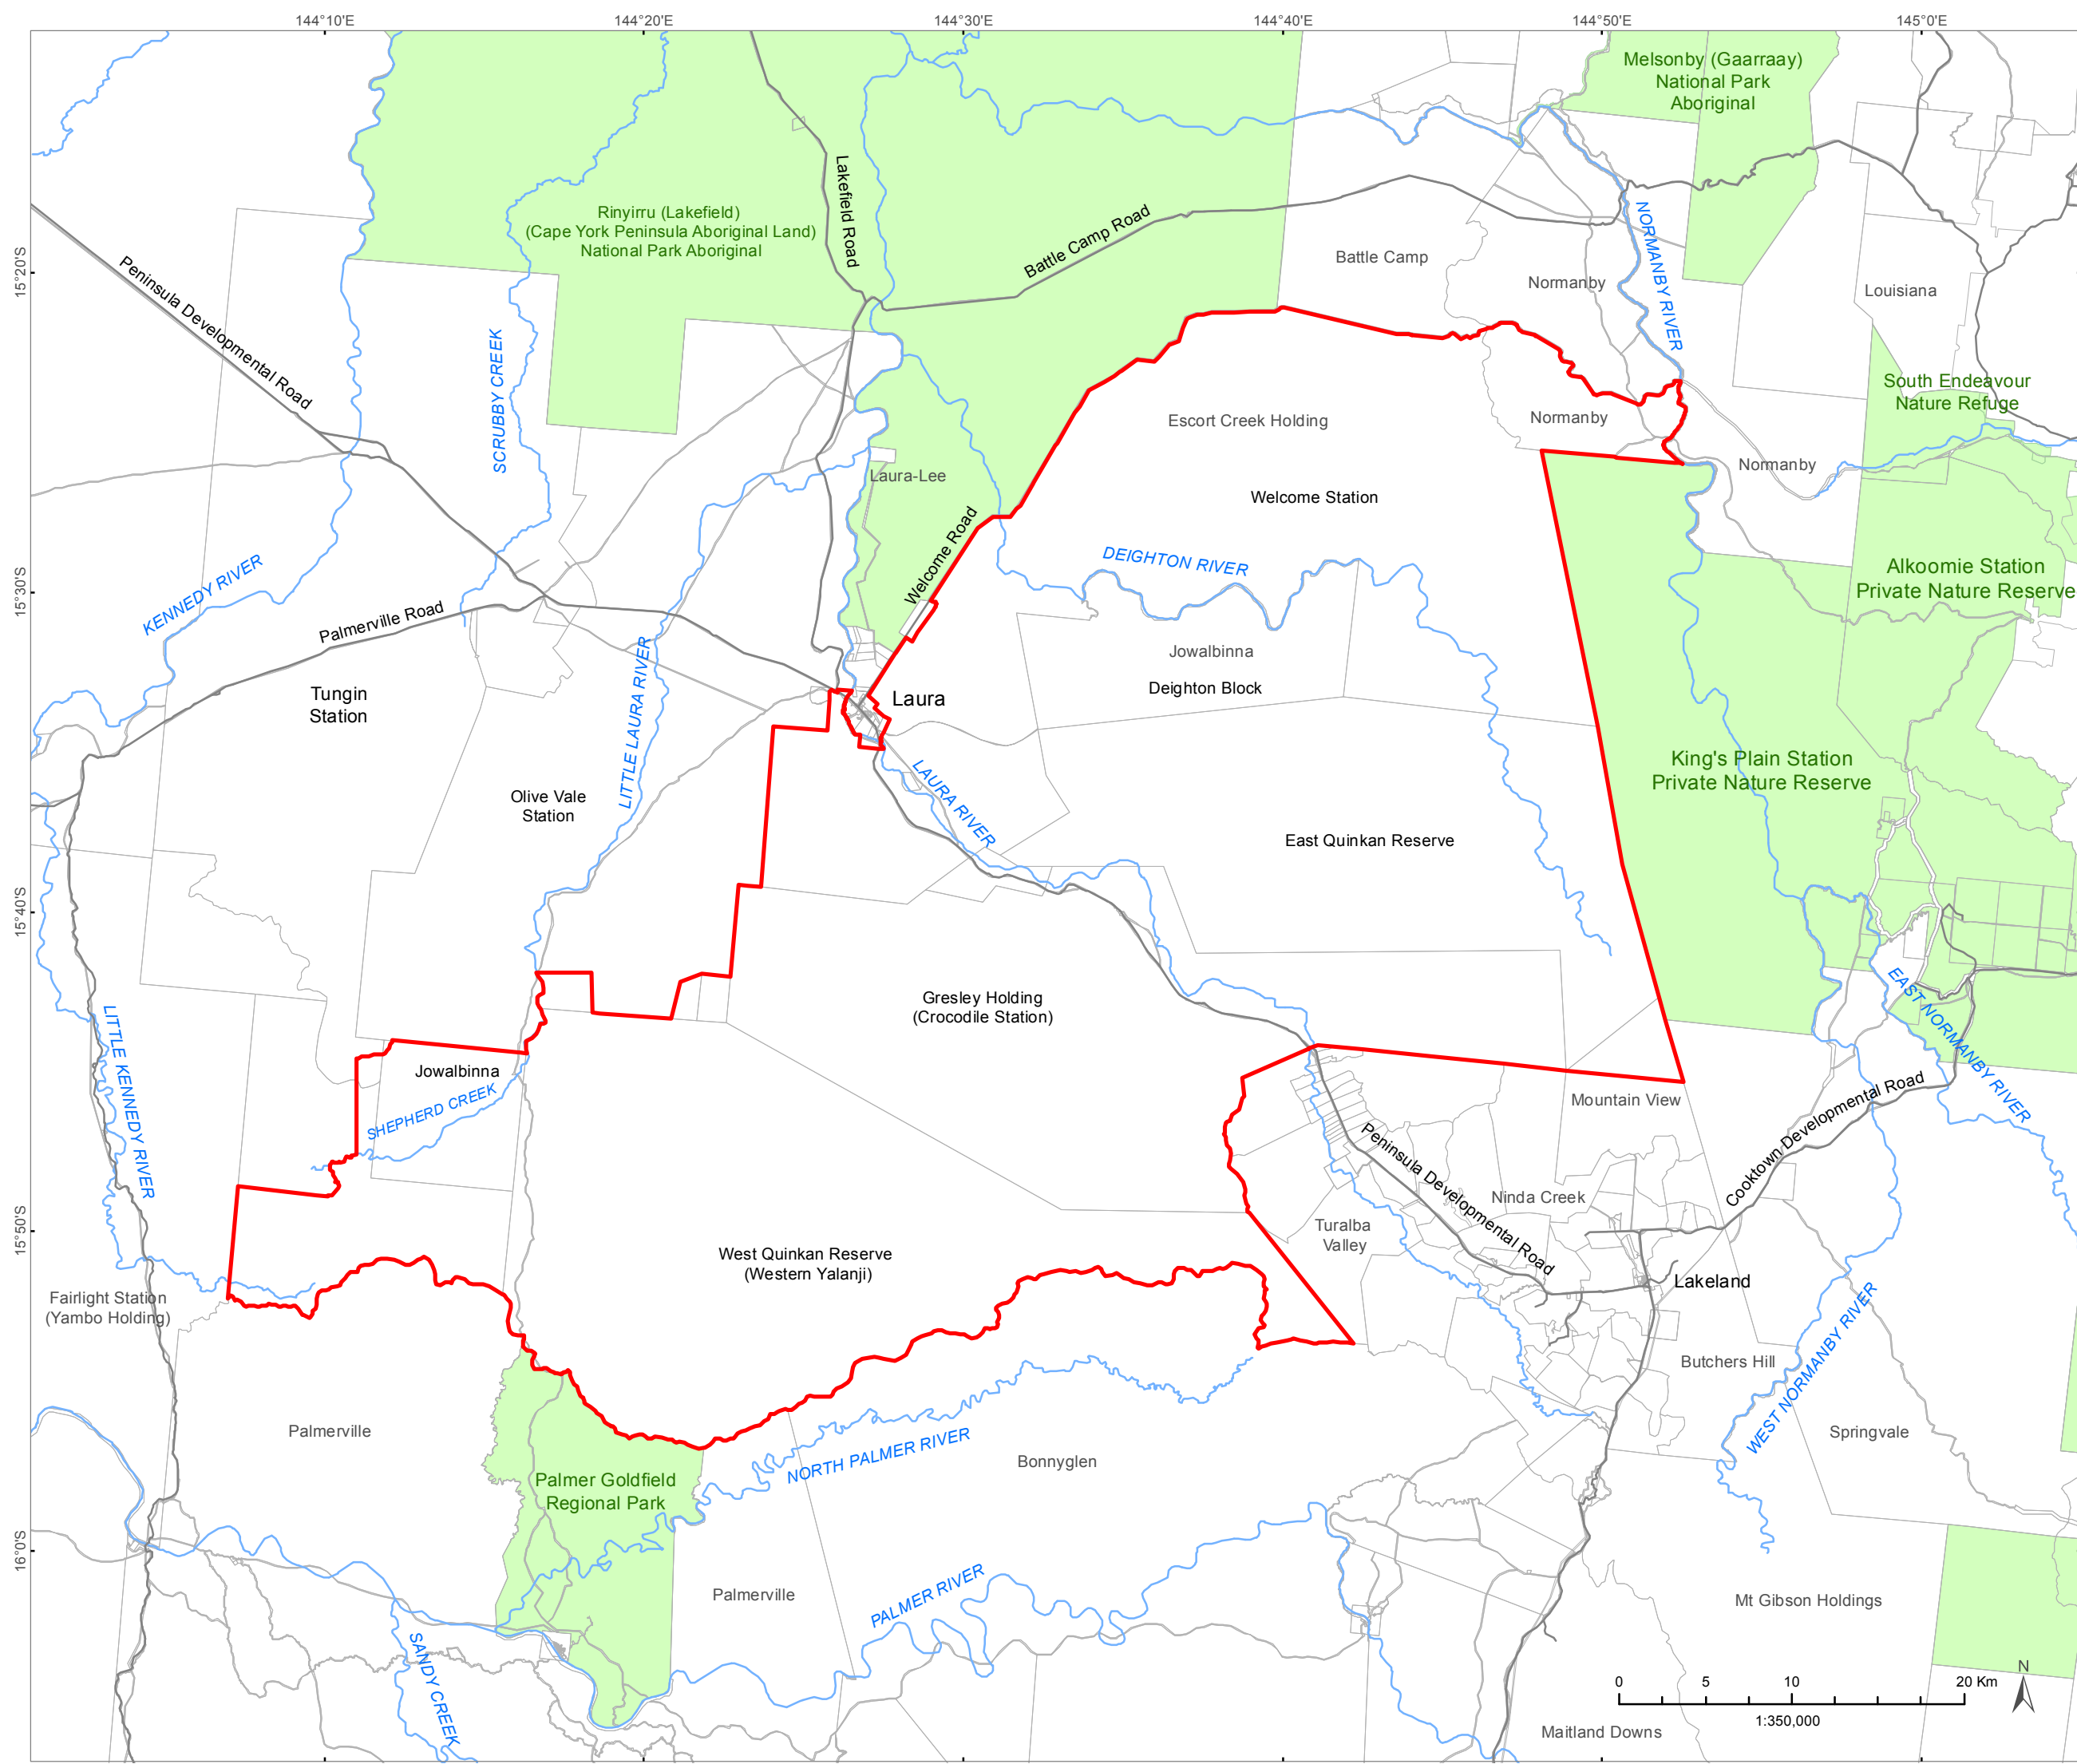 144°10'E
144°20'E
144°30'E
144°40'E
144°50'E
145°0'E
Melsonby (Gaarraay)
National Park
Aboriginal
Lakefield Road
Rinyirru (Lakefield)
(Cape York Peninsula Aboriginal Land)
National Park Aboriginal
Battle Camp Road
NORMANBY RIVER
Battle Camp
Normanby
Louisiana
15°20'S
Peninsula Developmental Road
SCRUBBY CREEK
South Endeavour
Nature Refuge
Escort Creek Holding
Normanby
Normanby
Laura-Lee
Welcome Station
Welcome Road
DEIGHTON RIVER
Alkoomie Station
Private Nature Reserve
15°30'S
KENNEDY RIVER
Palmerville Road
LITTLE LAURA RIVER
Jowalbinna
Deighton Block
Tungin
Station
Laura
King's Plain Station
Private Nature Reserve
Olive Vale
Station
LAURA RIVER
East Quinkan Reserve
15°40'S
Gresley Holding
(Crocodile Station)
EAST NORMANBY RIVER
LITTLE KENNEDY RIVER
Jowalbinna
SHEPHERD CREEK
Mountain View
Cooktown Developmental Road
Peninsula Developmental Road
Ninda Creek
15°50'S
Turalba
Valley
West Quinkan Reserve
(Western Yalanji)
Lakeland
Fairlight Station
(Yambo Holding)
WEST NORMANBY RIVER
Butchers Hill
Palmerville
Springvale
NORTH PALMER RIVER
Bonnyglen
Palmer Goldfield
Regional Park
16°0'S
Palmerville
PALMER RIVER
Mt Gibson Holdings
SANDY CREEK
N
0 5 10 20 Km
1:350,000
Maitland Downs